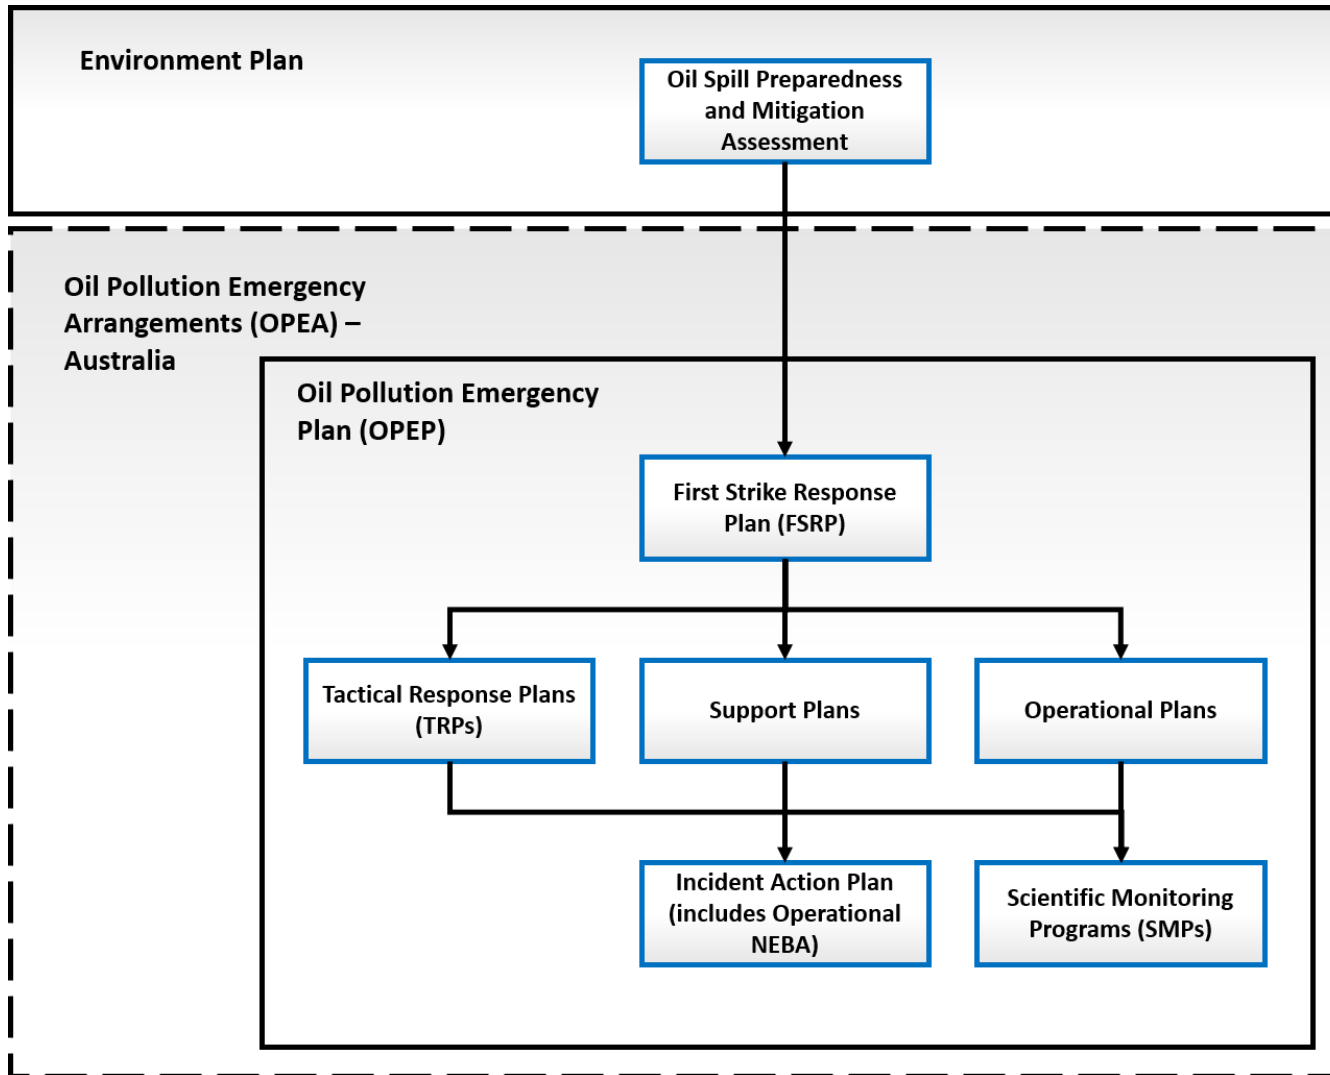 Environment Plan
Oil Spill Preparedness
and Mitigation
Assessment
Oil Pollution Emergency
Arrangements (OPEA) –
Australia
Oil Pollution Emergency
Plan (OPEP)
First Strike Response
Plan (FSRP)
Tactical Response Plans
(TRPs)
Support Plans
Operational Plans
Incident Action Plan
(includes Operational
NEBA)
Scientific Monitoring
Programs (SMPs)